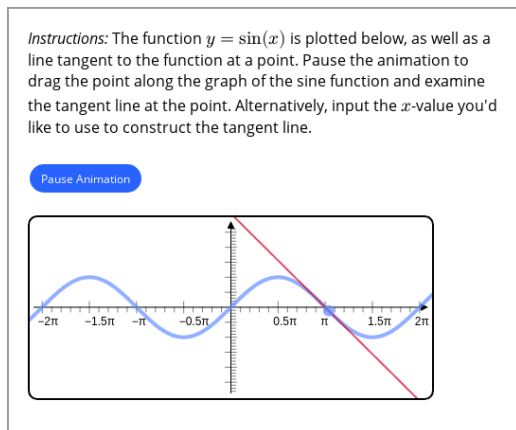 Instructions: The function y = sin(x) is plotted below, as well as a
line tangent to the function at a point. Pause the animation to
drag the point along the graph of the sine function and examine
the tangent line at the point. Alternatively, input the x-value you'd
like to use to construct the tangent line.
Pause Animation
−2π −1.5π −π −0.5π 0.5π π 1.5π 2π